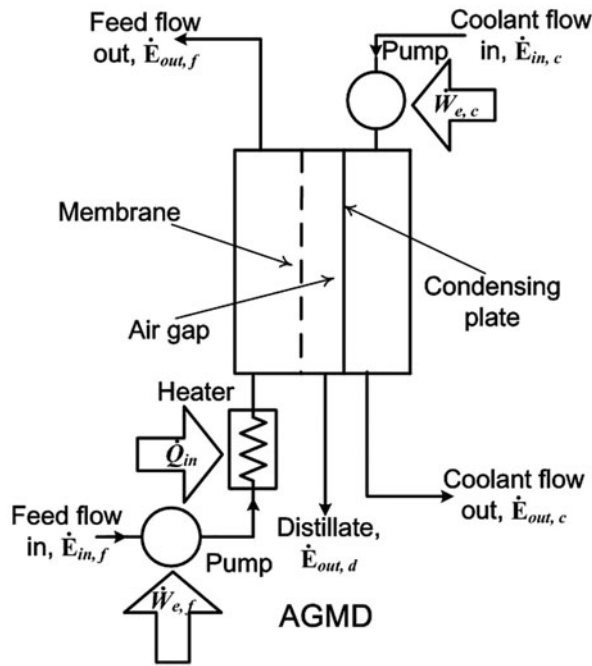 Feed flow
out, Ė_out, f
Coolant flow
in, Ė_in, c
Pump
Ẇ_e, c
Membrane
Air gap
Condensing
plate
Heater
Q̇_in
Feed flow
in, Ė_in, f
Pump
Ẇ_e, f
Distillate,
Ė_out, d
Coolant flow
out, Ė_out, c
AGMD